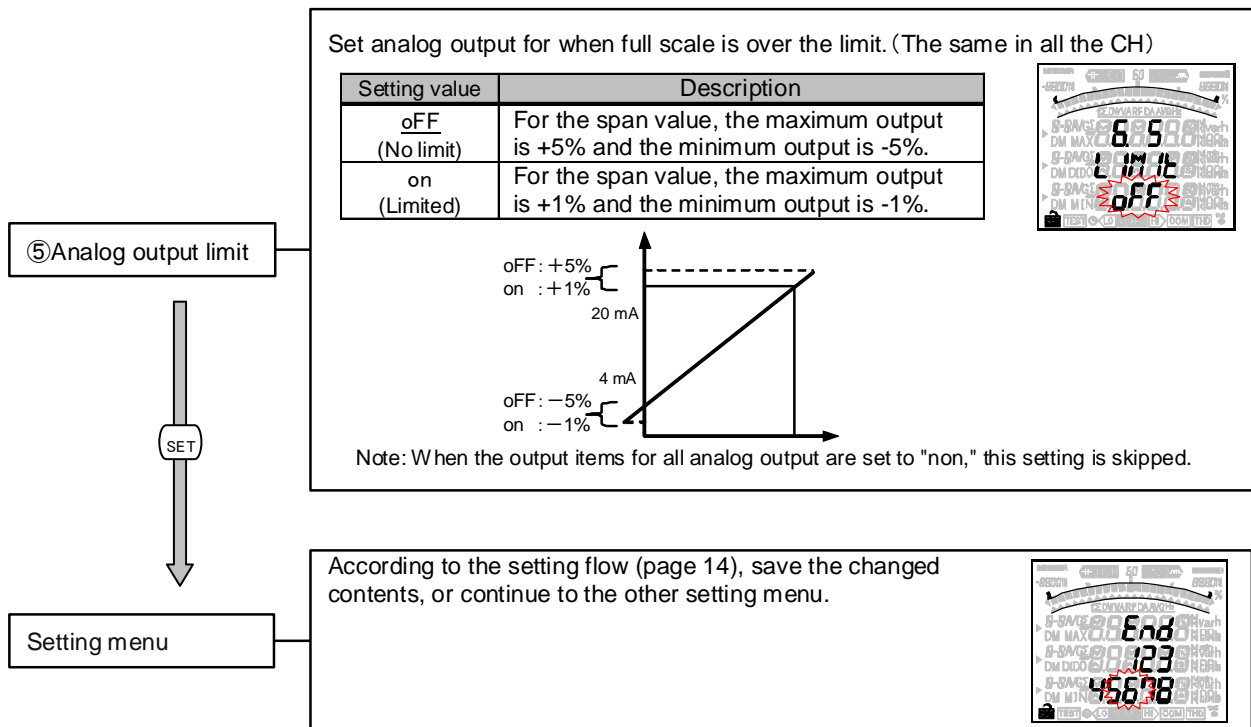 Set analog output for when full scale is over the limit. (The same in all the CH)
Setting value Description
oFF
(No limit)
For the span value, the maximum output
is +5% and the minimum output is -5%.
on
(Limited)
For the span value, the maximum output
is +1% and the minimum output is -1%.
6. 5
LIMIt
oFF
⑤Analog output limit
oFF: +5%
on : +1%
20 mA
4 mA
oFF: −5%
on : −1%
Note: When the output items for all analog output are set to "non," this setting is skipped.
SET
According to the setting flow (page 14), save the changed
contents, or continue to the other setting menu.
Setting menu
End
123
45678